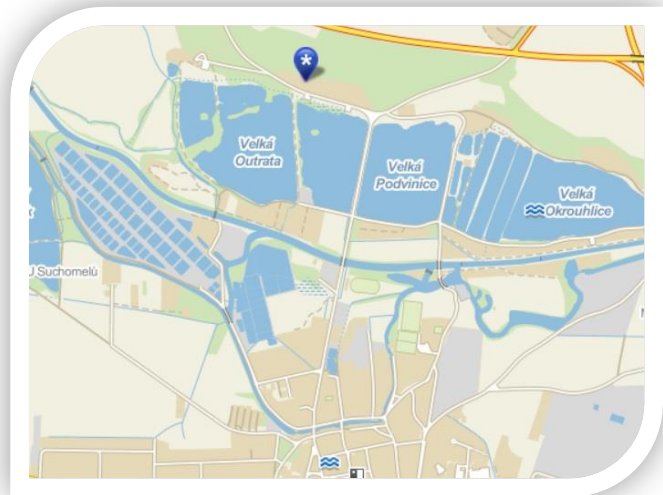 Velká
Outrata
Velká
Podvinice
Velká
Okrouhlice
U Suchomelů